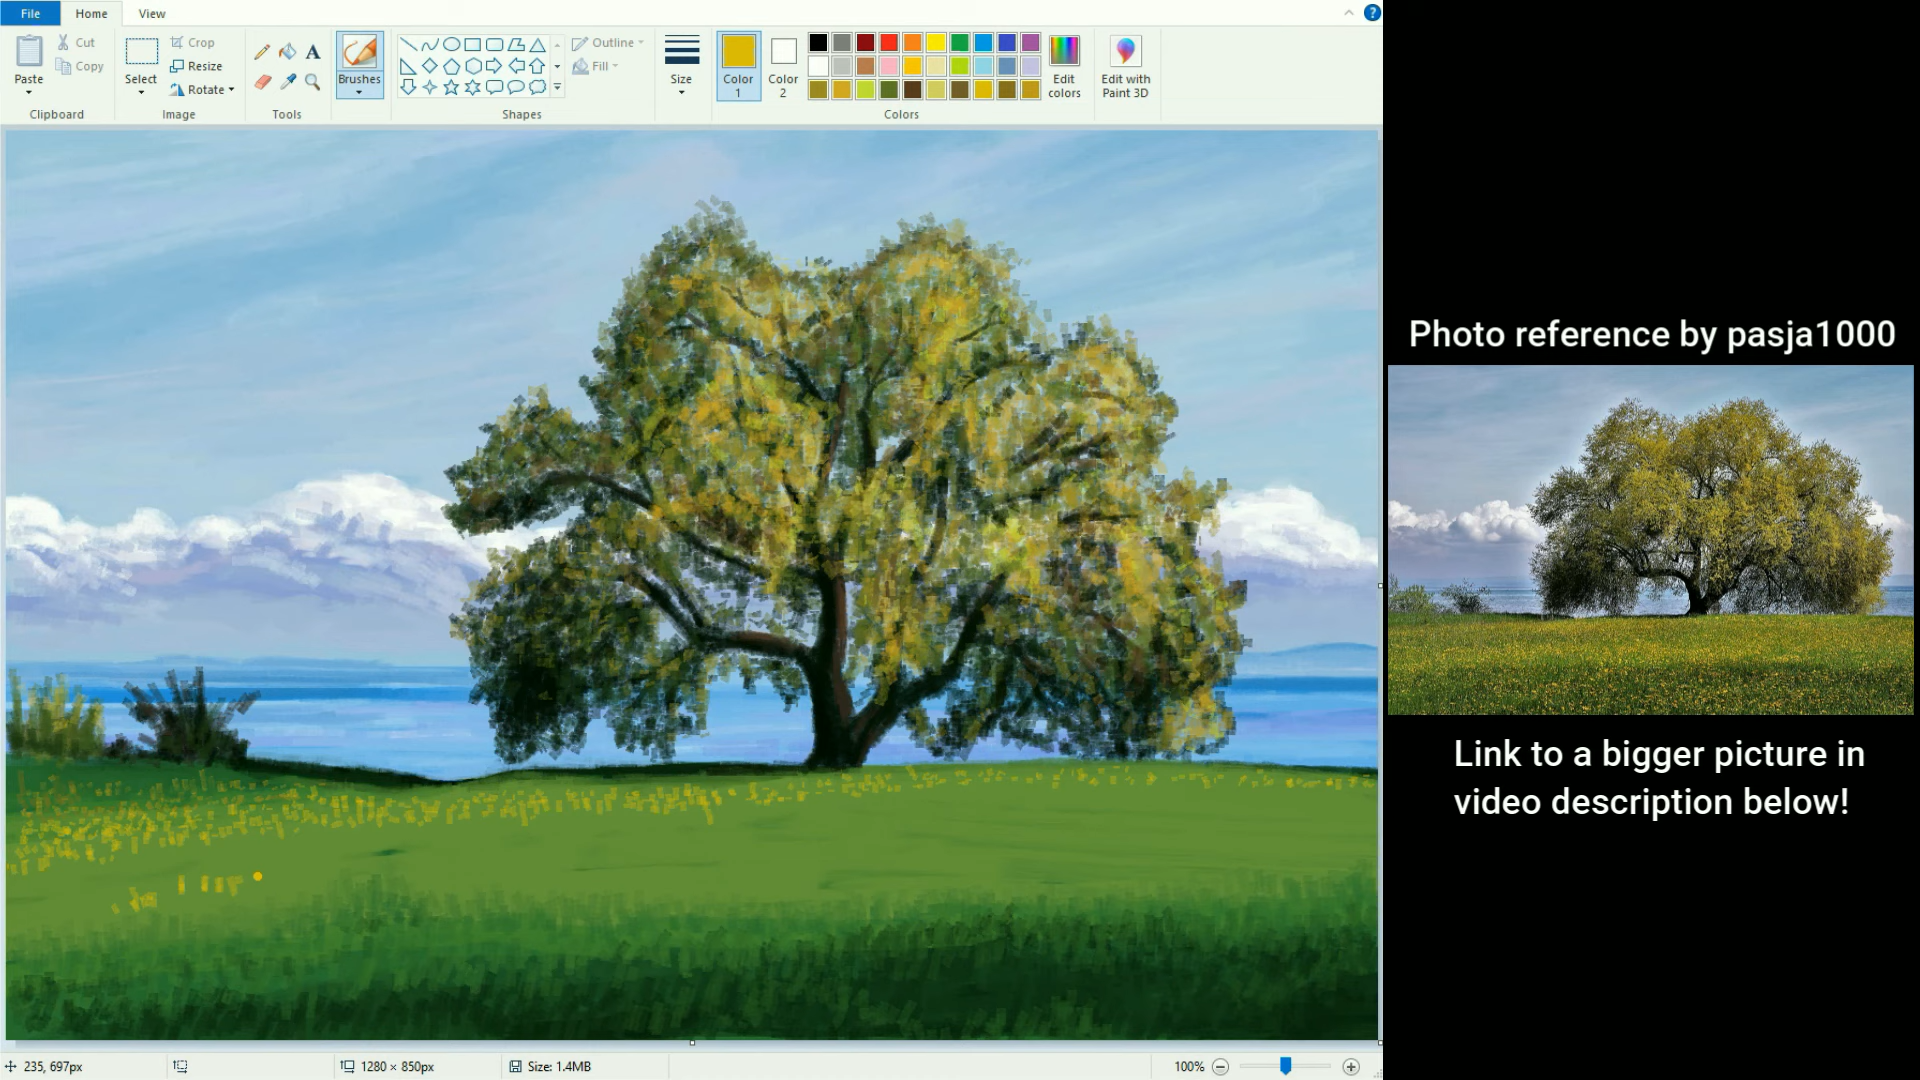 File Home View
Paste
Cut
Copy
Clipboard
Select
Crop
Resize
Rotate
Image
A
Tools
Brushes
Outline
Fill
Shapes
Size
Color 1
Color 2
Edit colors
Colors
Edit with Paint 3D
?
Photo reference by pasja1000
Link to a bigger picture in
video description below!
235, 697px
1280 × 850px
Size: 1.4MB
100%